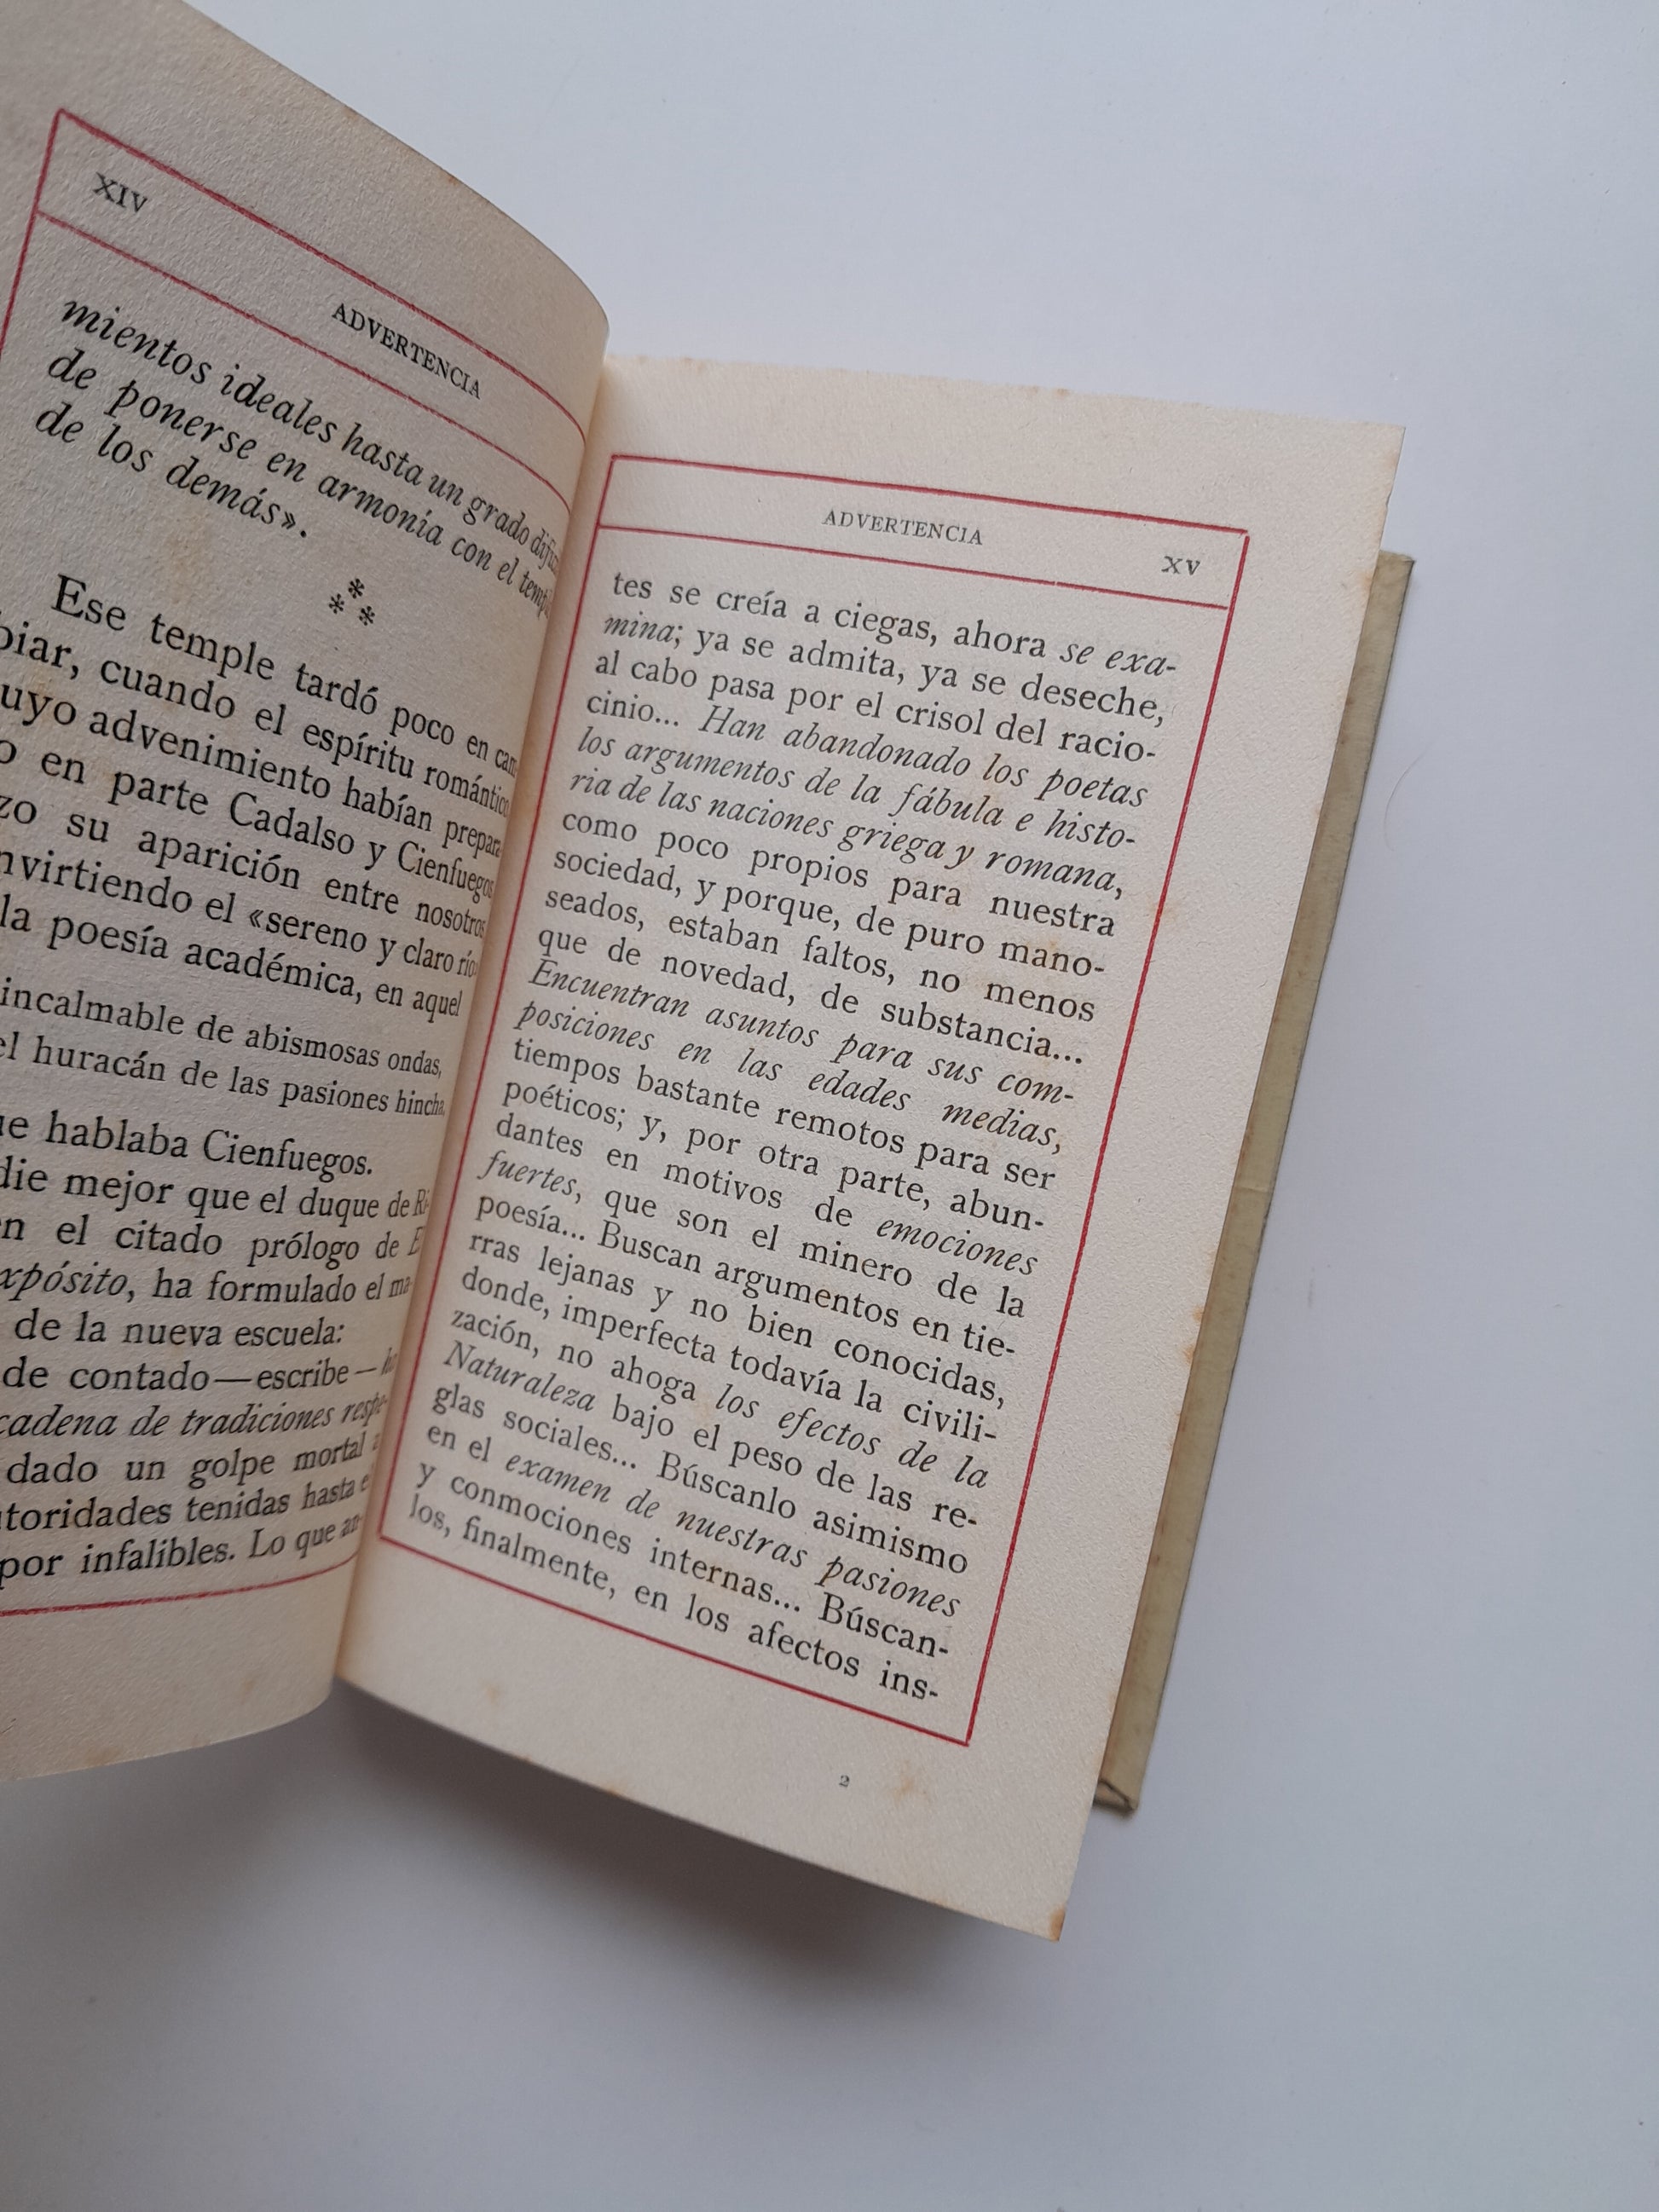 XIV
ADVERTENCIA
mientos ideales hasta un grado
de ponerse en armonía con el
de los demás».
***
Ese temple tardó poco en
cuando el espíritu
advenimiento habían
en parte Cadalso y Cienfuegos
su aparición entre nosotros
el «sereno y claro
la poesía académica, en aquel
incalmable de abismosas ondas,
huracán de las pasiones
hablaba Cienfuegos.
mejor que el duque de
el citado prólogo de
ha formulado el
de la nueva escuela:
de contado—escribe—
cadena de tradiciones
dado un golpe mortal
tenidas hasta
por infalibles. Lo que an-
ADVERTENCIA
XV
tes se creía a ciegas, ahora se exa-
mina; ya se admita, ya se deseche,
al cabo pasa por el crisol del racio-
cinio... Han abandonado los poetas
los argumentos de la fábula e histo-
ria de las naciones griega y romana,
como poco propios para nuestra
sociedad, y porque, de puro mano-
seados, estaban faltos, no menos
que de novedad, de substancia...
Encuentran asuntos para sus com-
posiciones en las edades medias,
tiempos bastante remotos para ser
poéticos; y, por otra parte, abun-
dantes en motivos de emociones
fuertes, que son el minero de la
poesía... Buscan argumentos en tie-
rras lejanas y no bien conocidas,
donde, imperfecta todavía la civili-
zación, no ahoga los efectos de la
Naturaleza bajo el peso de las re-
glas sociales... Búscanlo asimismo
en el examen de nuestras pasiones
y conmociones internas... Búscan-
los, finalmente, en los afectos ins-
2